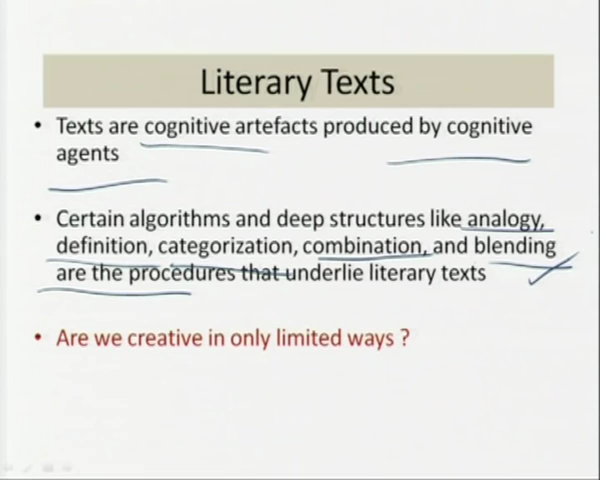 Literary Texts
• Texts are cognitive artefacts produced by cognitive
agents
• Certain algorithms and deep structures like analogy,
definition, categorization, combination, and blending
are the procedures that underlie literary texts
• Are we creative in only limited ways ?